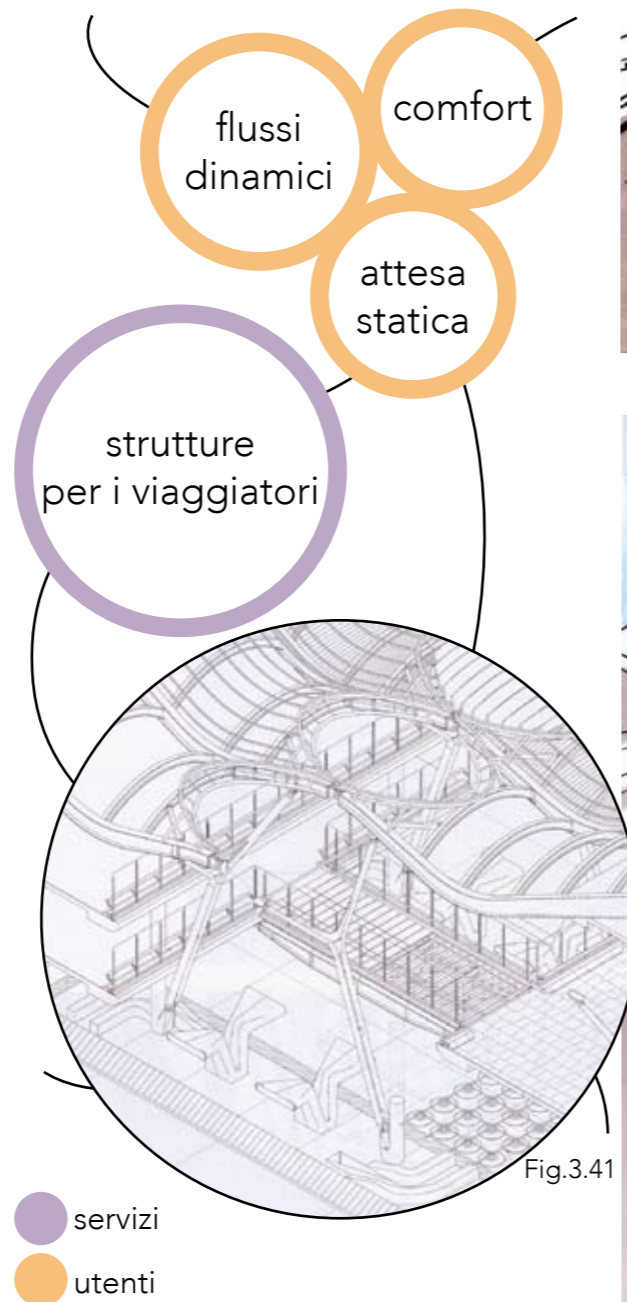 flussi
dinamici
comfort
attesa
statica
strutture
per i viaggiatori
Fig.3.41
servizi
utenti